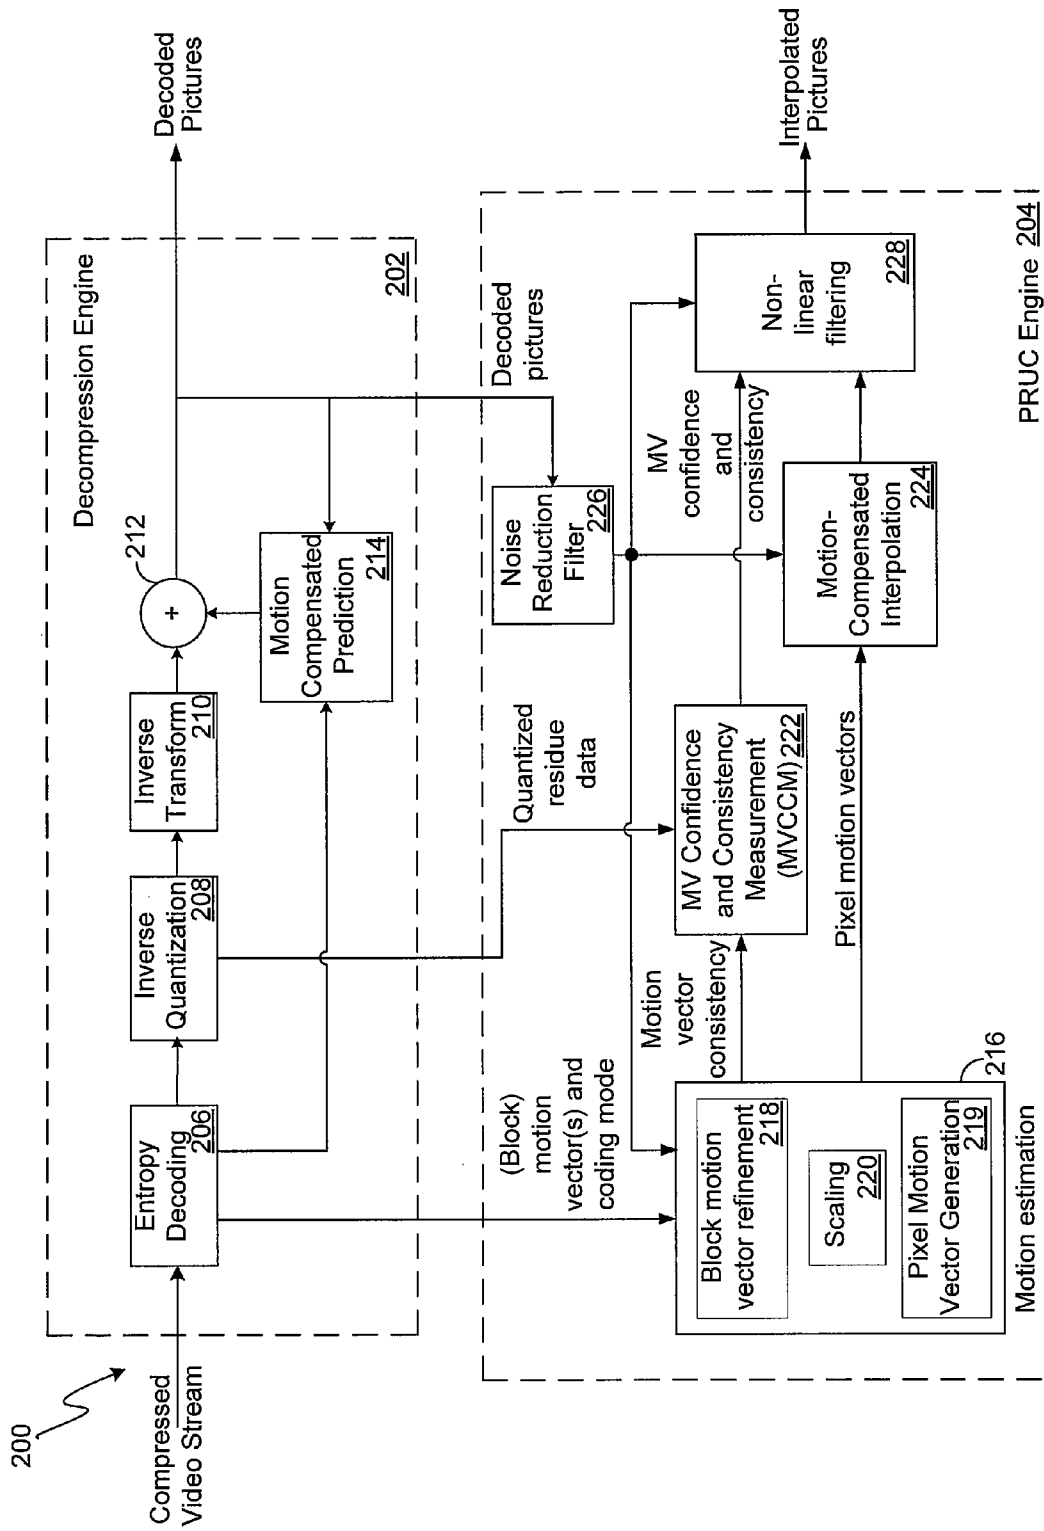 200
Compressed
Video Stream
Decompression Engine
202
Entropy
Decoding
206
Inverse
Quantization
208
Inverse
Transform
210
212
+
Motion
Compensated
Prediction
214
Decoded
Pictures
(Block)
motion
vector(s) and
coding mode
Quantized
residue
data
Decoded
pictures
Noise
Reduction
Filter
226
Block motion
vector refinement
218
Scaling
220
Pixel Motion
Vector Generation
219
Motion estimation
216
Motion
vector
consistency
MV Confidence
and Consistency
Measurement
(MVCCM)
222
Pixel motion vectors
MV
confidence
and
consistency
Motion-
Compensated
Interpolation
224
Non-
linear
filtering
228
Interpolated
Pictures
PRUC Engine 204